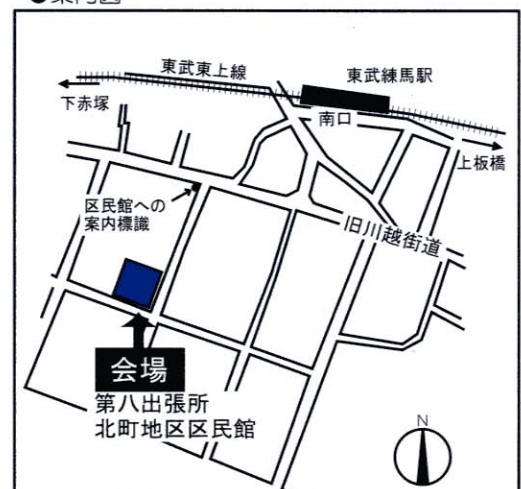 ●案内図
東武東上線
東武練馬駅
下赤塚
南口
上板橋
区民館への
案内標識
旧川越街道
会場
第八出張所
北町地区区民館
N